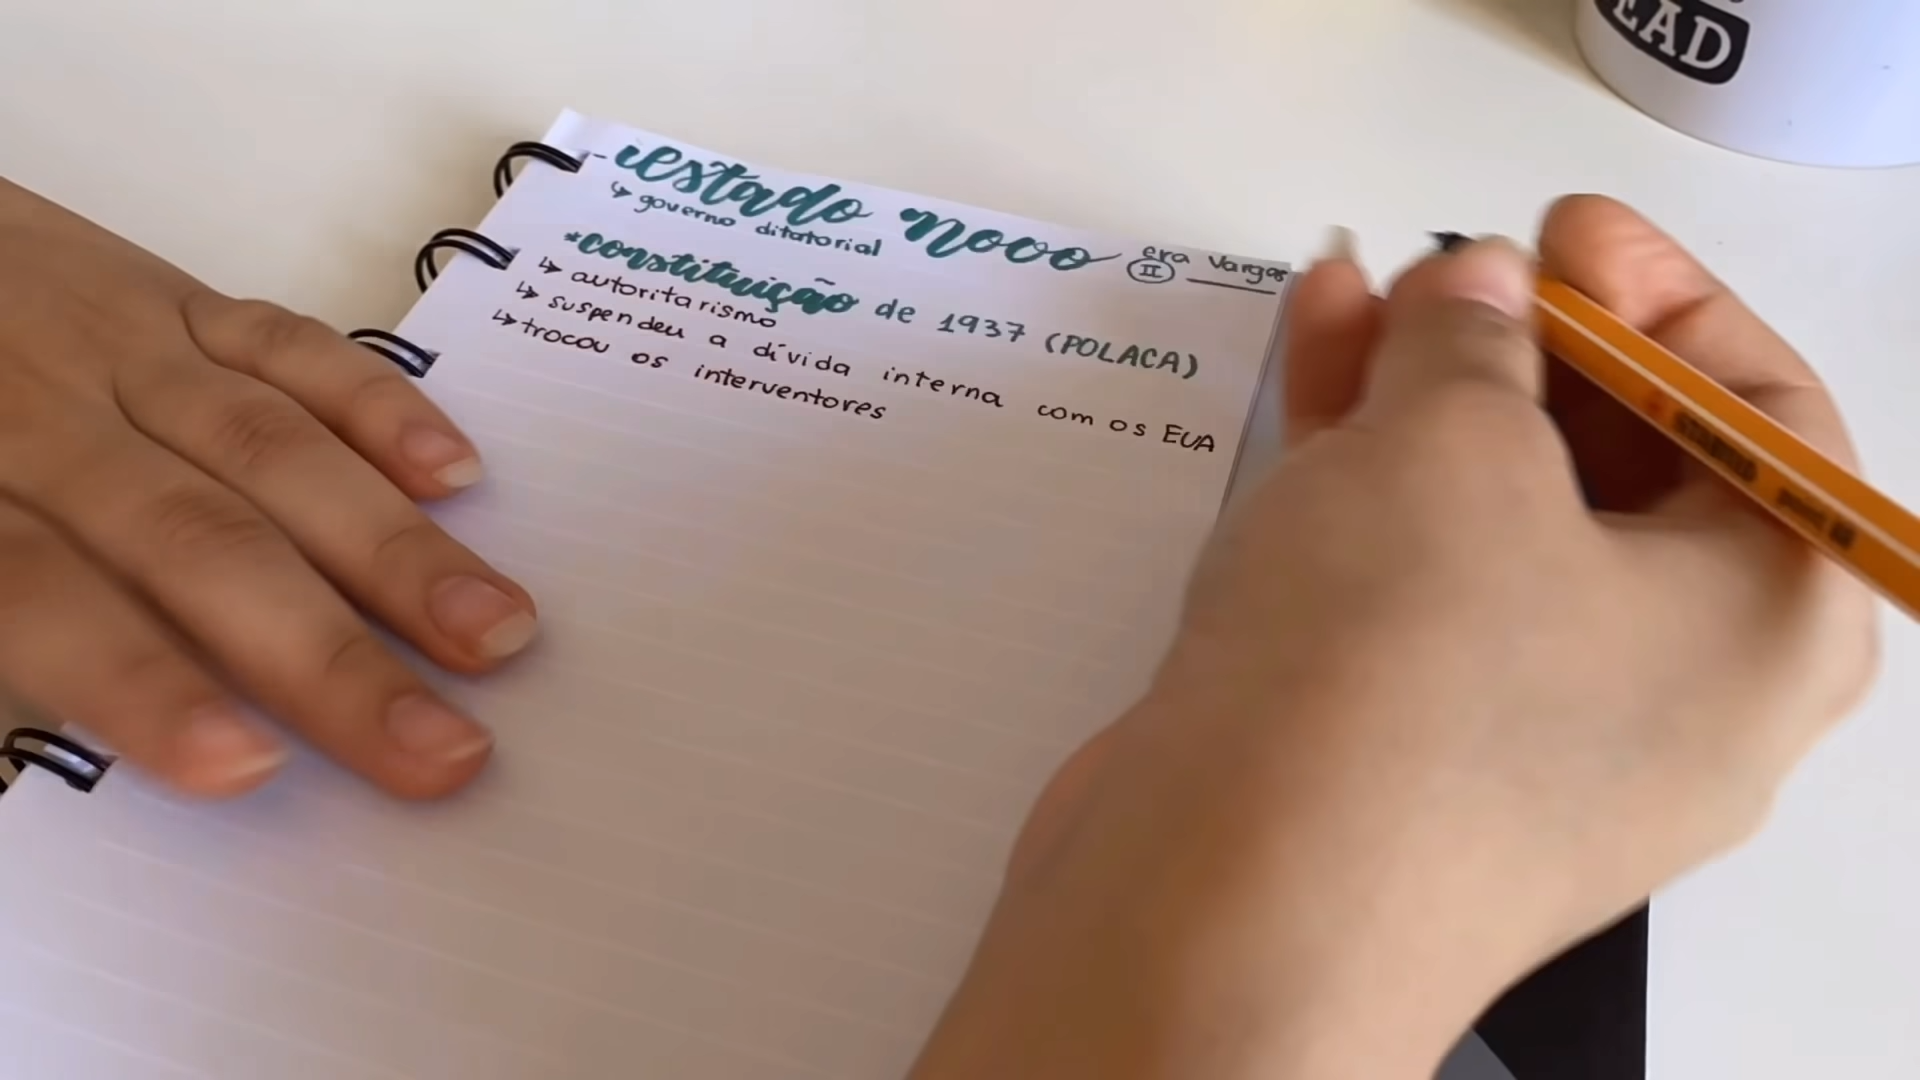 EAD
- Estado Novo
era Vargas
II
↳ governo ditatorial
*constituição de 1937 (POLACA)
↳ autoritarismo
↳ suspendeu a dívida interna com os EUA
↳ trocou os interventores